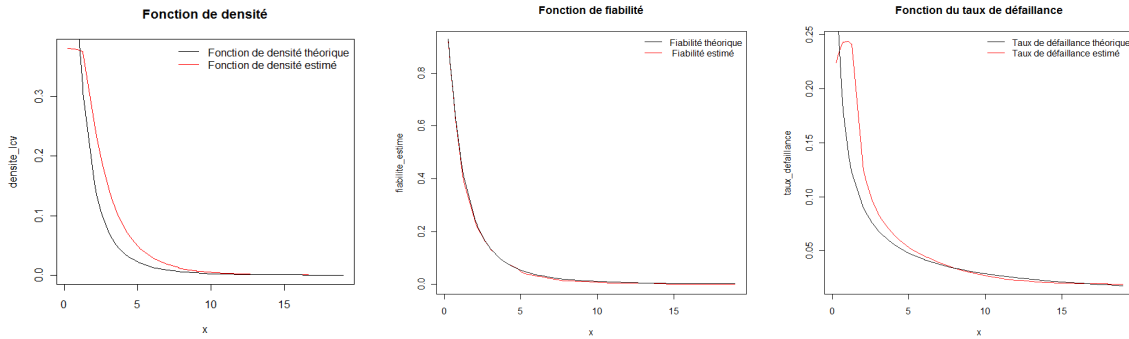 Fonction de densité
Fonction de densité théorique
Fonction de densité estimé
densite_lcv
0.0
0.1
0.2
0.3
0
5
10
15
x
Fonction de fiabilité
Fiabilité théorique
Fiabilité estimé
fiabilite_estime
0.0
0.2
0.4
0.6
0.8
0
5
10
15
x
Fonction du taux de défaillance
Taux de défaillance théorique
Taux de défaillance estimé
taux_defaillance
0.05
0.10
0.15
0.20
0.25
0
5
10
15
x